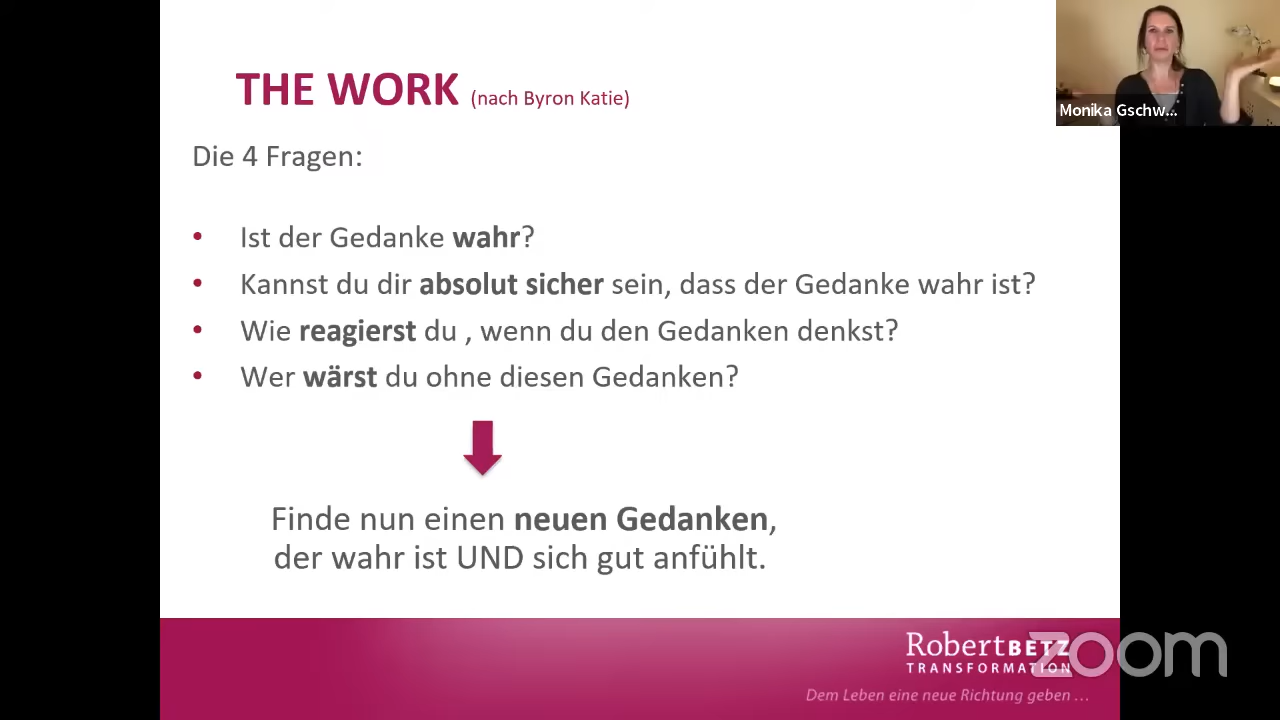 THE WORK (nach Byron Katie)
Monika Gschw...
Die 4 Fragen:
• Ist der Gedanke wahr?
• Kannst du dir absolut sicher sein, dass der Gedanke wahr ist?
• Wie reagierst du , wenn du den Gedanken denkst?
• Wer wärst du ohne diesen Gedanken?
Finde nun einen neuen Gedanken,
der wahr ist UND sich gut anfühlt.
RobertBETZ
TRANSFORMATION
zoom
Dem Leben eine neue Richtung geben ...